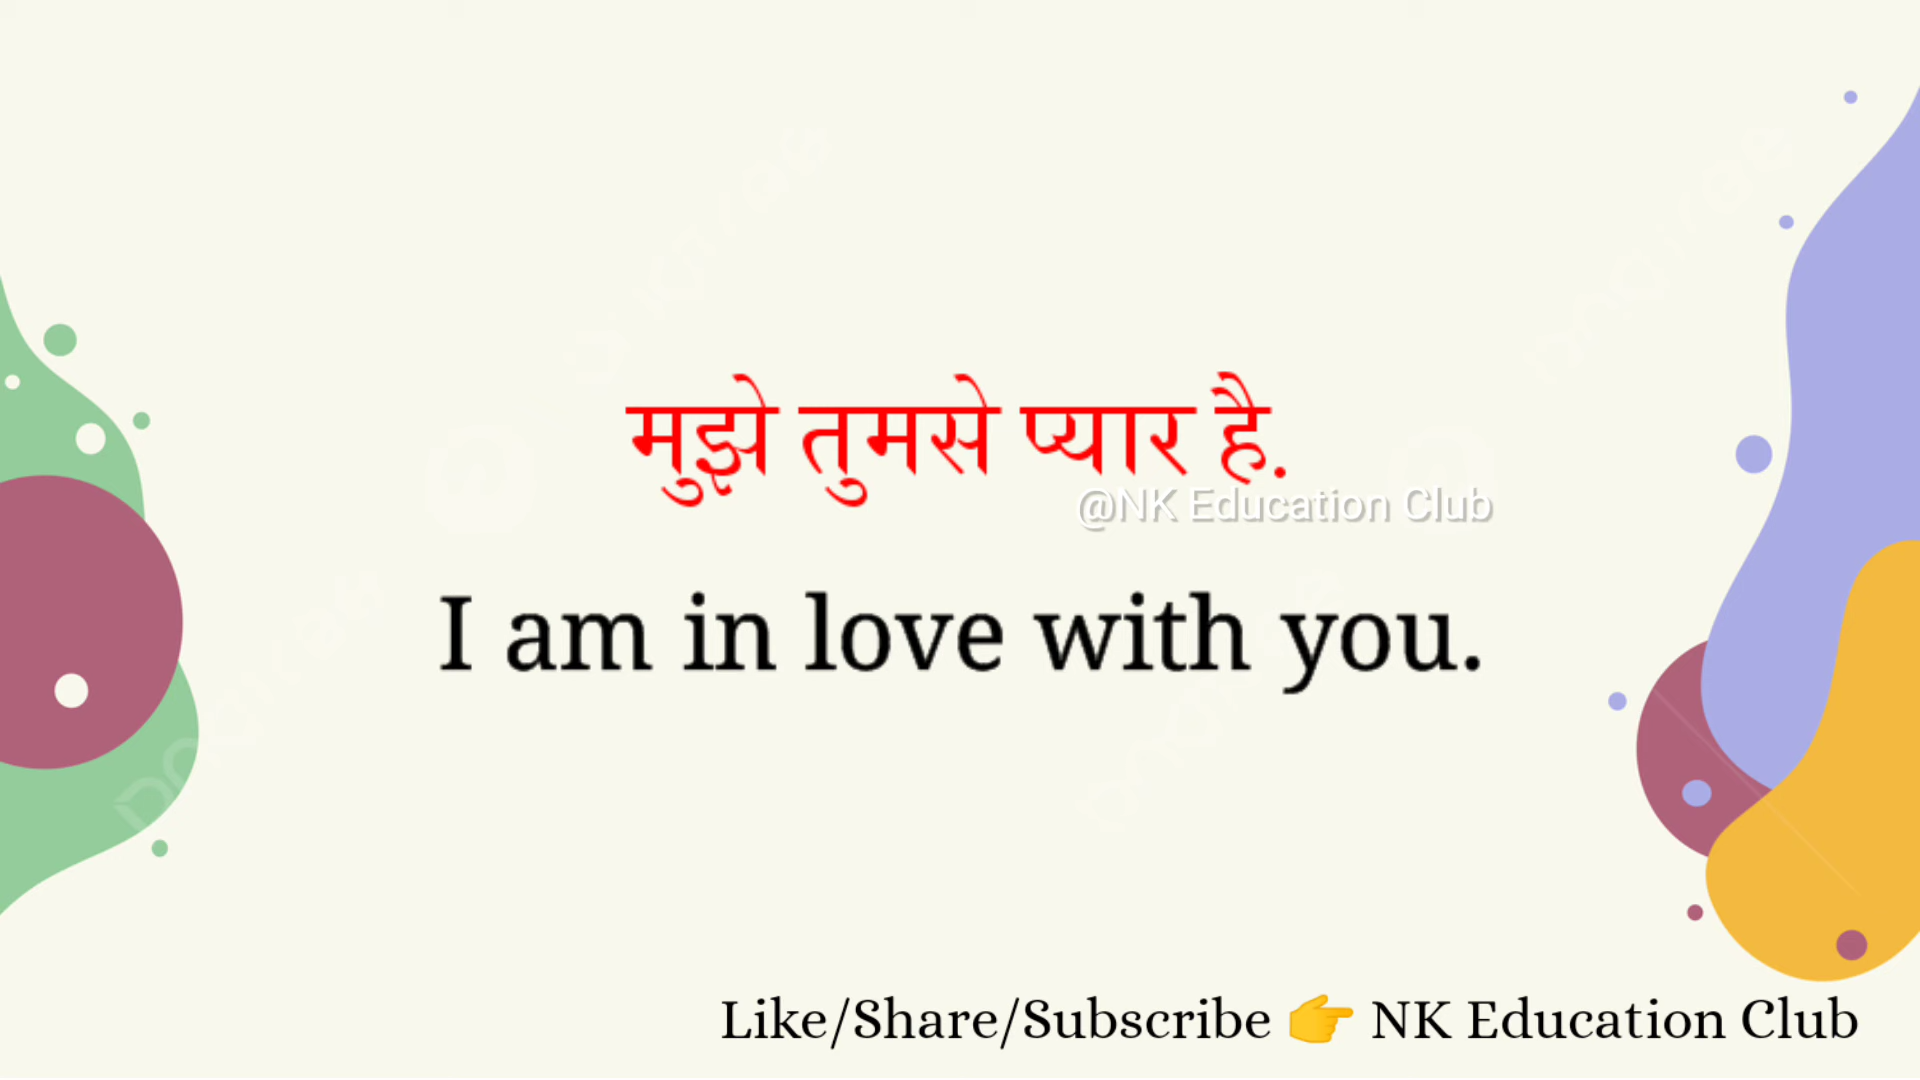 मुझे तुमसे प्यार है.
@NK Education Club
I am in love with you.
Like/Share/Subscribe 👉 NK Education Club